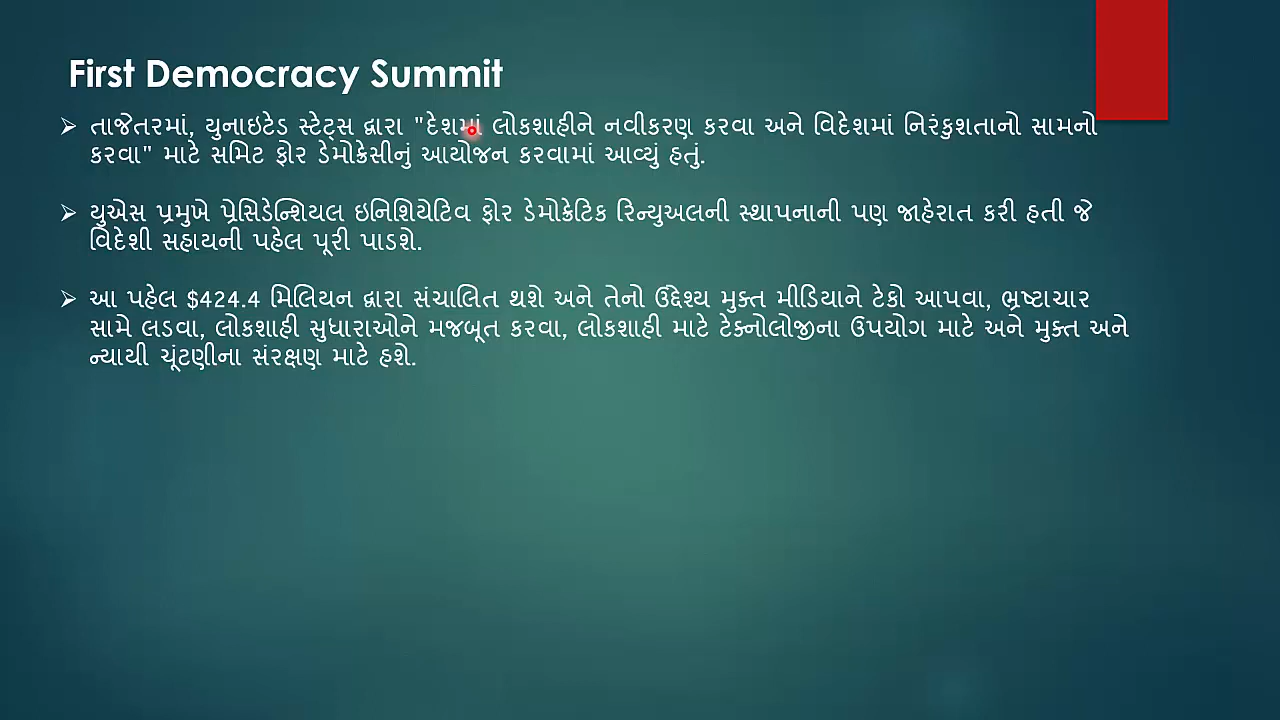 First Democracy Summit
તાજેતરમાં, યુનાઇટેડ સ્ટેટ્સ દ્વારા "દેશમાં લોકશાહીને નવીકરણ કરવા અને વિદેશમાં નિરંકુશતાનો સામનો
કરવા" માટે સમિટ ફોર ડેમોક્રેસીનું આયોજન કરવામાં આવ્યું હતું.
યુએસ પ્રમુખે પ્રેસિડેન્શિયલ ઇનિશિયેટિવ ફોર ડેમોક્રેટિક રિન્યુઅલની સ્થાપનાની પણ જાહેરાત કરી હતી જે
વિદેશી સહાયની પહેલ પૂરી પાડશે.
આ પહેલ $424.4 મિલિયન દ્વારા સંચાલિત થશે અને તેનો ઉદ્દેશ્ય મુક્ત મીડિયાને ટેકો આપવા, ભ્રષ્ટાચાર
સામે લડવા, લોકશાહી સુધારાઓને મજબૂત કરવા, લોકશાહી માટે ટેક્નોલોજીના ઉપયોગ માટે અને મુક્ત અને
ન્યાયી ચૂંટણીના સંરક્ષણ માટે હશે.